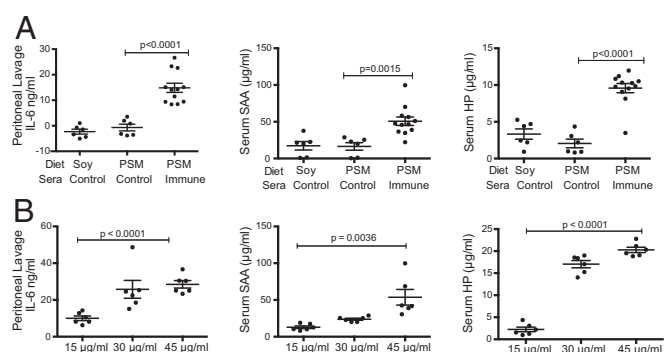 A
Peritoneal Lavage
IL-6 ng/ml
30
20
10
0
-10
p<0.0001
Diet Soy PSM PSM
Sera Control Control Immune
Serum SAA (µg/ml)
150
100
50
0
p=0.0015
Diet Soy PSM PSM
Sera Control Control Immune
Serum HP (µg/ml)
15
10
5
0
p<0.0001
Diet Soy PSM PSM
Sera Control Control Immune
B
Peritoneal Lavage
IL-6 ng/ml
60
40
20
0
p < 0.0001
15 µg/ml 30 µg/ml 45 µg/ml
Serum SAA (µg/ml)
150
100
50
0
p = 0.0036
15 µg/ml 30 µg/ml 45 µg/ml
Serum HP (µg/ml)
25
20
15
10
5
0
p < 0.0001
15 µg/ml 30 µg/ml 45 µg/ml